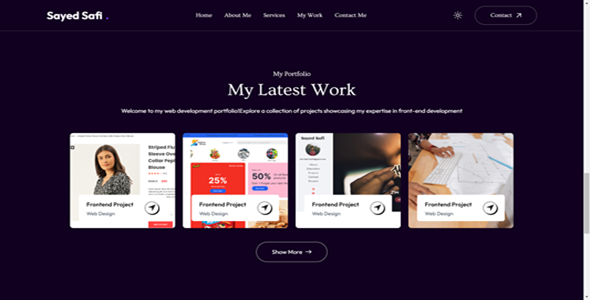 Sayed Safi .
Home About Me Services My Work Contact Me
Contact
My Portfolio
My Latest Work
Welcome to my web development portfolio!Explore a collection of projects showcasing my expertise in front-end development
Striped
Over
Collar Pepl
Blouse
Frontend Project
Web Design
25%
50%
Frontend Project
Web Design
Sayed Safi
Frontend Project
Web Design
Frontend Project
Web Design
Show More